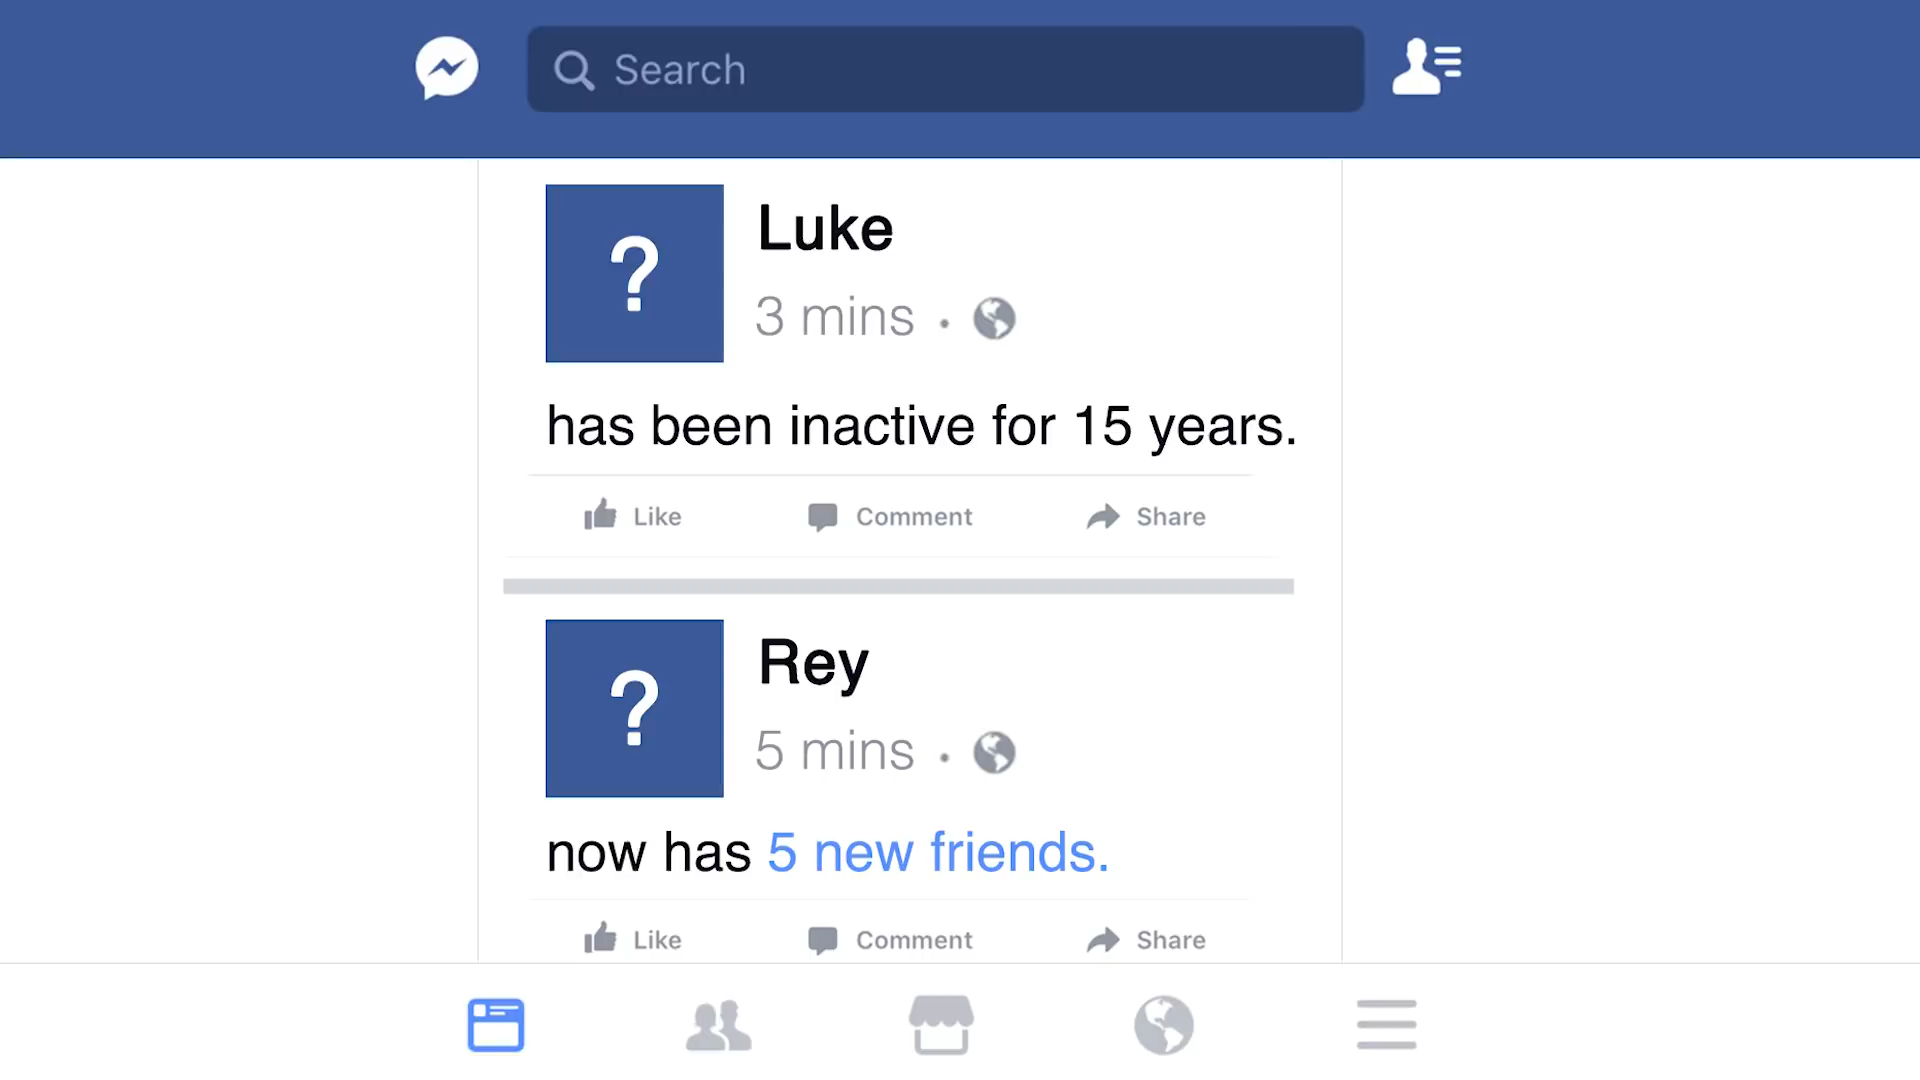 Search
?
Luke
3 mins ·
has been inactive for 15 years.
Like Comment Share
?
Rey
5 mins ·
now has 5 new friends.
Like Comment Share